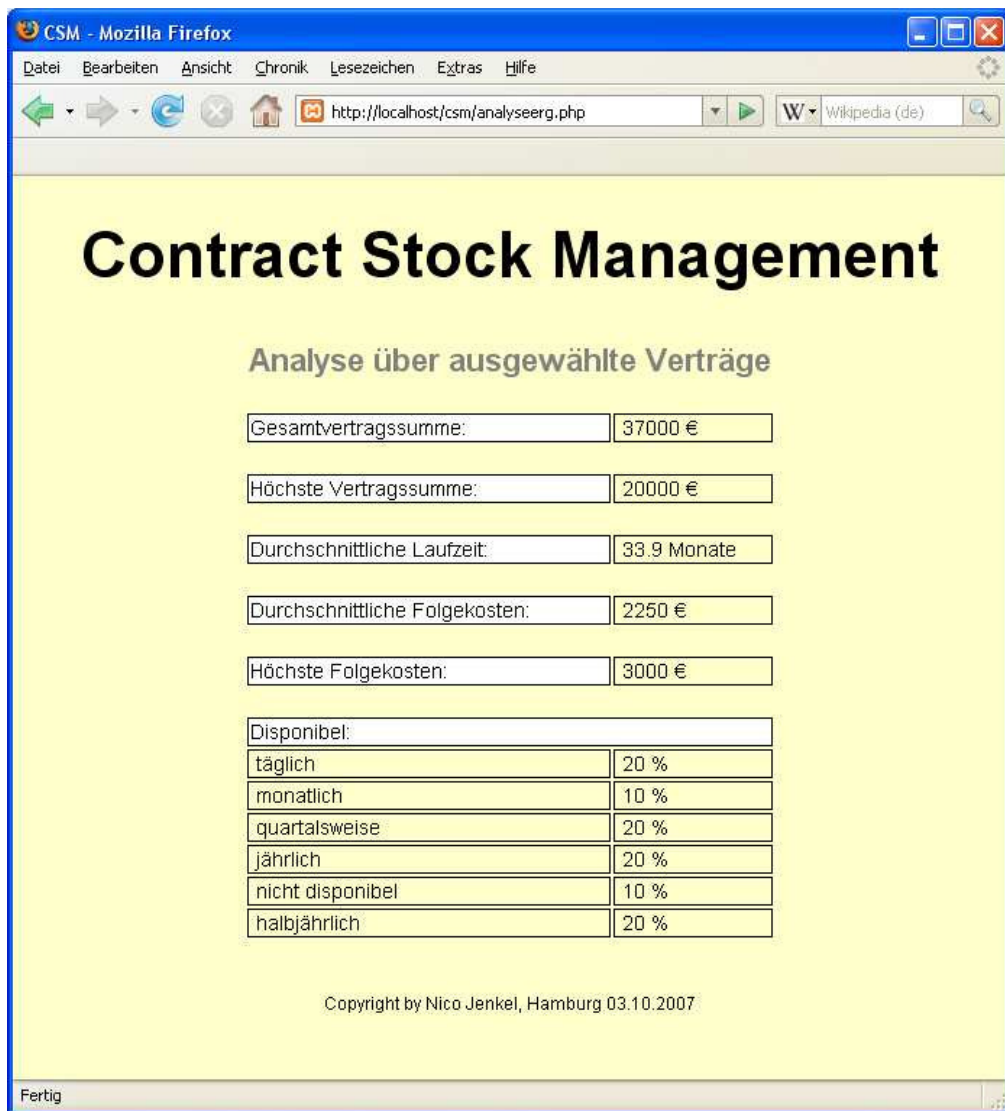 CSM - Mozilla Firefox
Datei Bearbeiten Ansicht Chronik Lesezeichen Extras Hilfe
http://localhost/csm/analyseerg.php W Wikipedia (de)
Contract Stock Management
Analyse über ausgewählte Verträge
Gesamtvertragssumme: 37000 €
Höchste Vertragssumme: 20000 €
Durchschnittliche Laufzeit: 33.9 Monate
Durchschnittliche Folgekosten: 2250 €
Höchste Folgekosten: 3000 €
Disponibel:
täglich 20 %
monatlich 10 %
quartalsweise 20 %
jährlich 20 %
nicht disponibel 10 %
halbjährlich 20 %
Copyright by Nico Jenkel, Hamburg 03.10.2007
Fertig